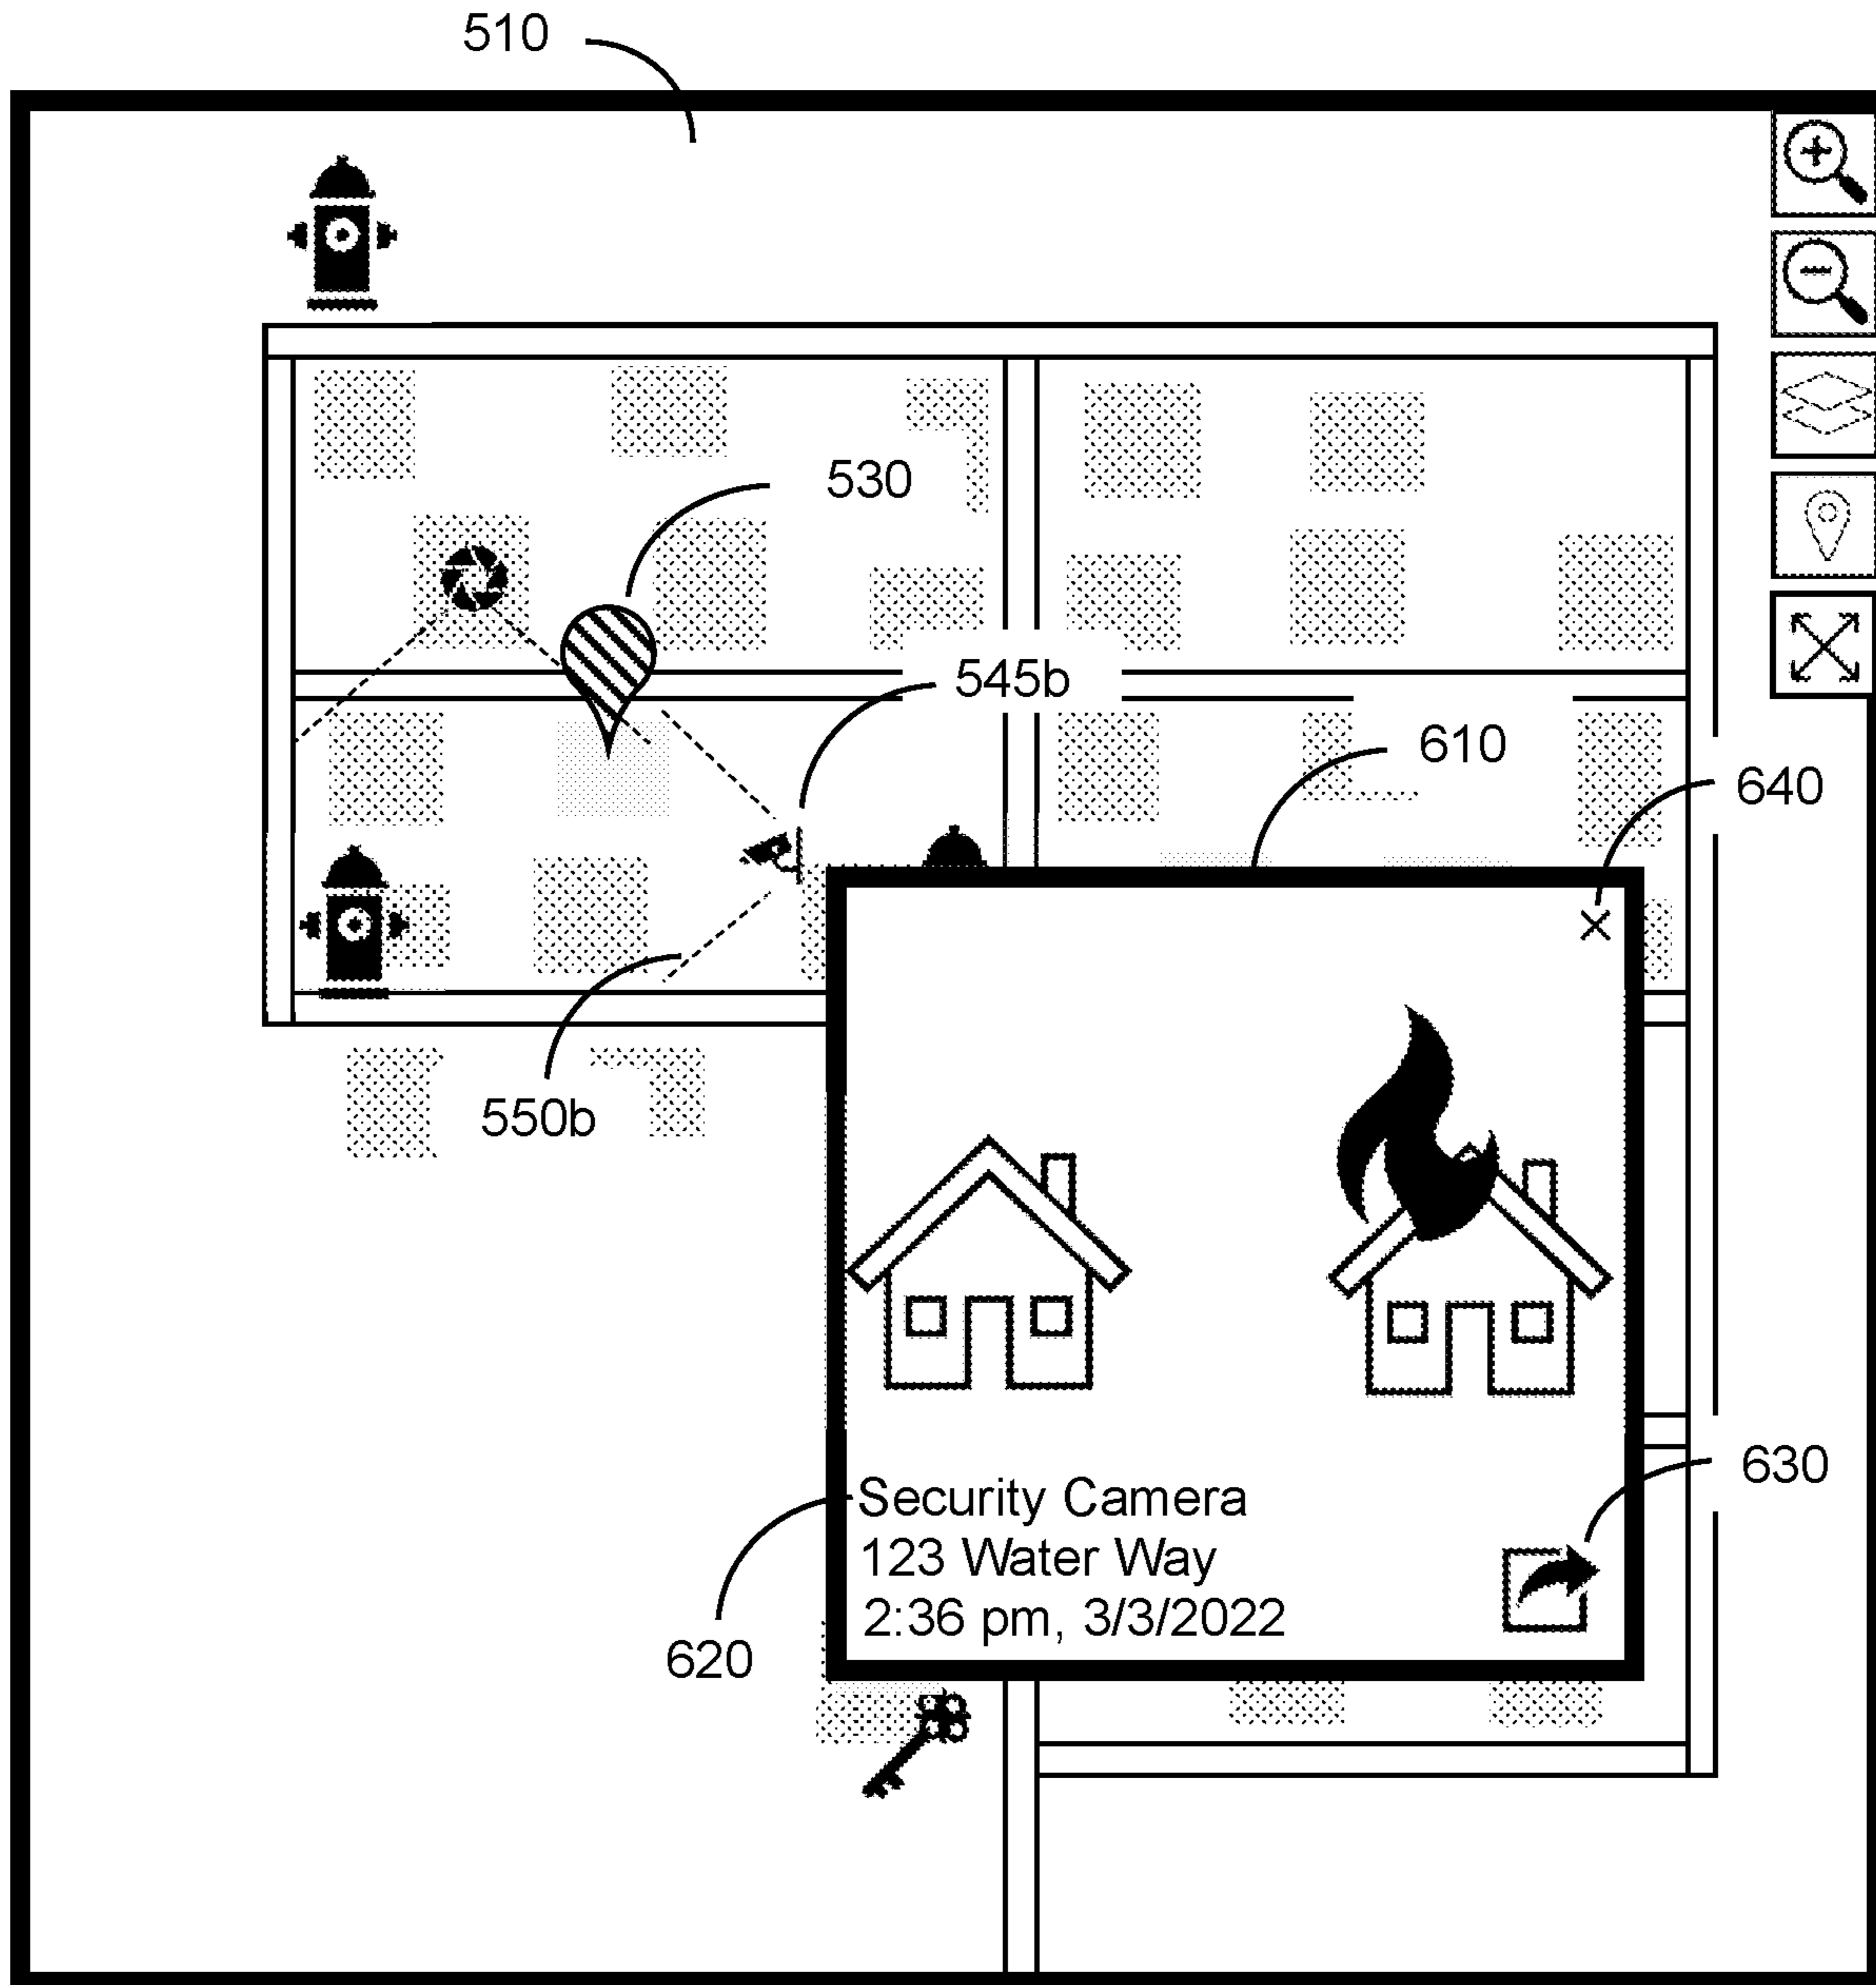 510
530
545b
610
640
550b
630
Security Camera
123 Water Way
2:36 pm, 3/3/2022
620